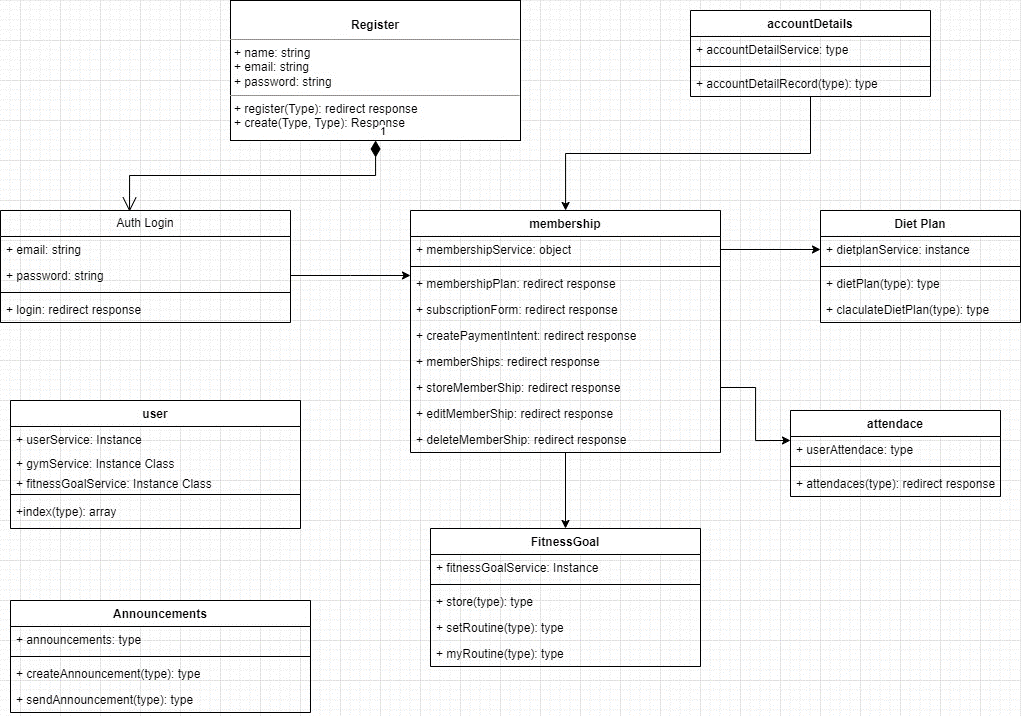 Register
+ name: string
+ email: string
+ password: string
+ register(Type): redirect response
+ create(Type, Type): Response
1
accountDetails
+ accountDetailService: type
+ accountDetailRecord(type): type
Auth Login
+ email: string
+ password: string
+ login: redirect response
membership
+ membershipService: object
+ membershipPlan: redirect response
+ subscriptionForm: redirect response
+ createPaymentIntent: redirect response
+ memberShips: redirect response
+ storeMemberShip: redirect response
+ editMemberShip: redirect response
+ deleteMemberShip: redirect response
Diet Plan
+ dietplanService: instance
+ dietPlan(type): type
+ claculateDietPlan(type): type
user
+ userService: Instance
+ gymService: Instance Class
+ fitnessGoalService: Instance Class
+index(type): array
attendace
+ userAttendace: type
+ attendaces(type): redirect response
FitnessGoal
+ fitnessGoalService: Instance
+ store(type): type
+ setRoutine(type): type
+ myRoutine(type): type
Announcements
+ announcements: type
+ createAnnouncement(type): type
+ sendAnnouncement(type): type